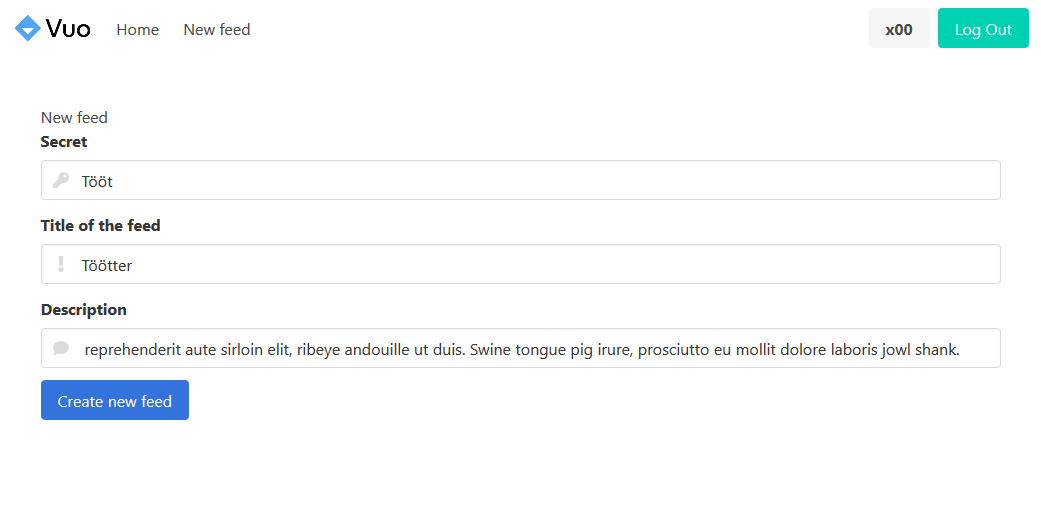 Vuo Home New feed x00 Log Out
New feed
Secret
Tööt
Title of the feed
Töötter
Description
reprehenderit aute sirloin elit, ribeye andouille ut duis. Swine tongue pig irure, prosciutto eu mollit dolore laboris jowl shank.
Create new feed